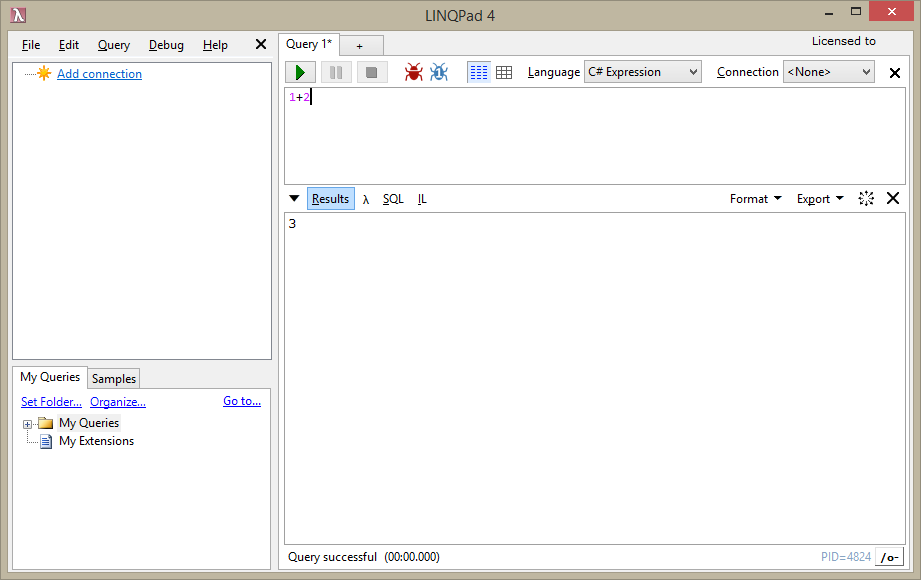 LINQPad 4
File Edit Query Debug Help
Query 1* +
Licensed to
Add connection
Language C# Expression Connection <None>
1+2
Results λ SQL IL Format Export
3
My Queries Samples
Set Folder... Organize... Go to...
My Queries
My Extensions
Query successful (00:00.000) PID=4824 /o-